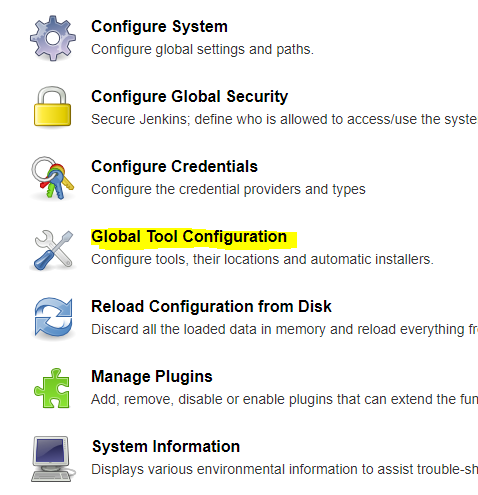 Configure System
Configure global settings and paths.
Configure Global Security
Secure Jenkins; define who is allowed to access/use the syste
Configure Credentials
Configure the credential providers and types
Global Tool Configuration
Configure tools, their locations and automatic installers.
Reload Configuration from Disk
Discard all the loaded data in memory and reload everything fr
Manage Plugins
Add, remove, disable or enable plugins that can extend the fun
System Information
Displays various environmental information to assist trouble-sh